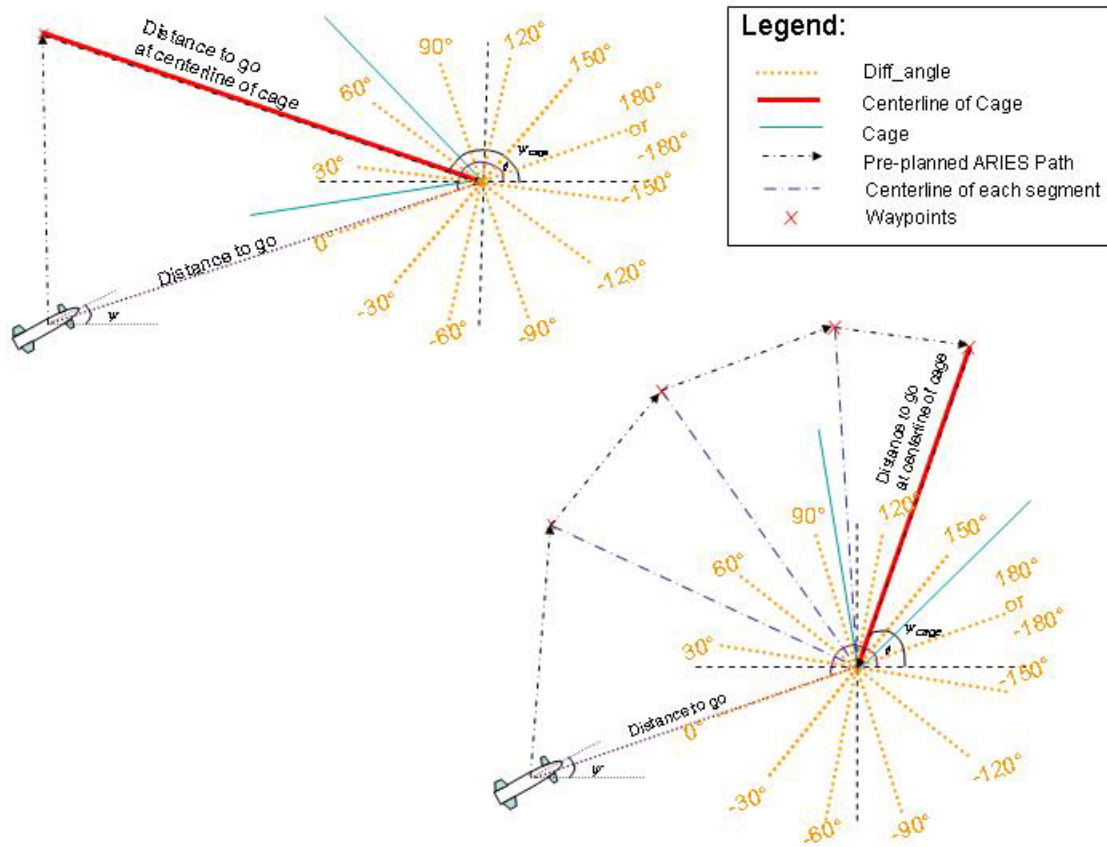 Distance to go
at centerline of cage
90°
120°
60°
150°
180°
or
-180°
30°
ψcage
ϕ
-150°
0°
Distance to go
-120°
-30°
-60°
-90°
ψ
Legend:
Diff_angle
Centerline of Cage
Cage
Pre-planned ARIES Path
Centerline of each segment
Waypoints
Distance to go
at centerline of cage
90°
120°
150°
60°
180°
or
-180°
30°
ψcage
ϕ
-150°
0°
Distance to go
-120°
-30°
-60°
-90°
ψ